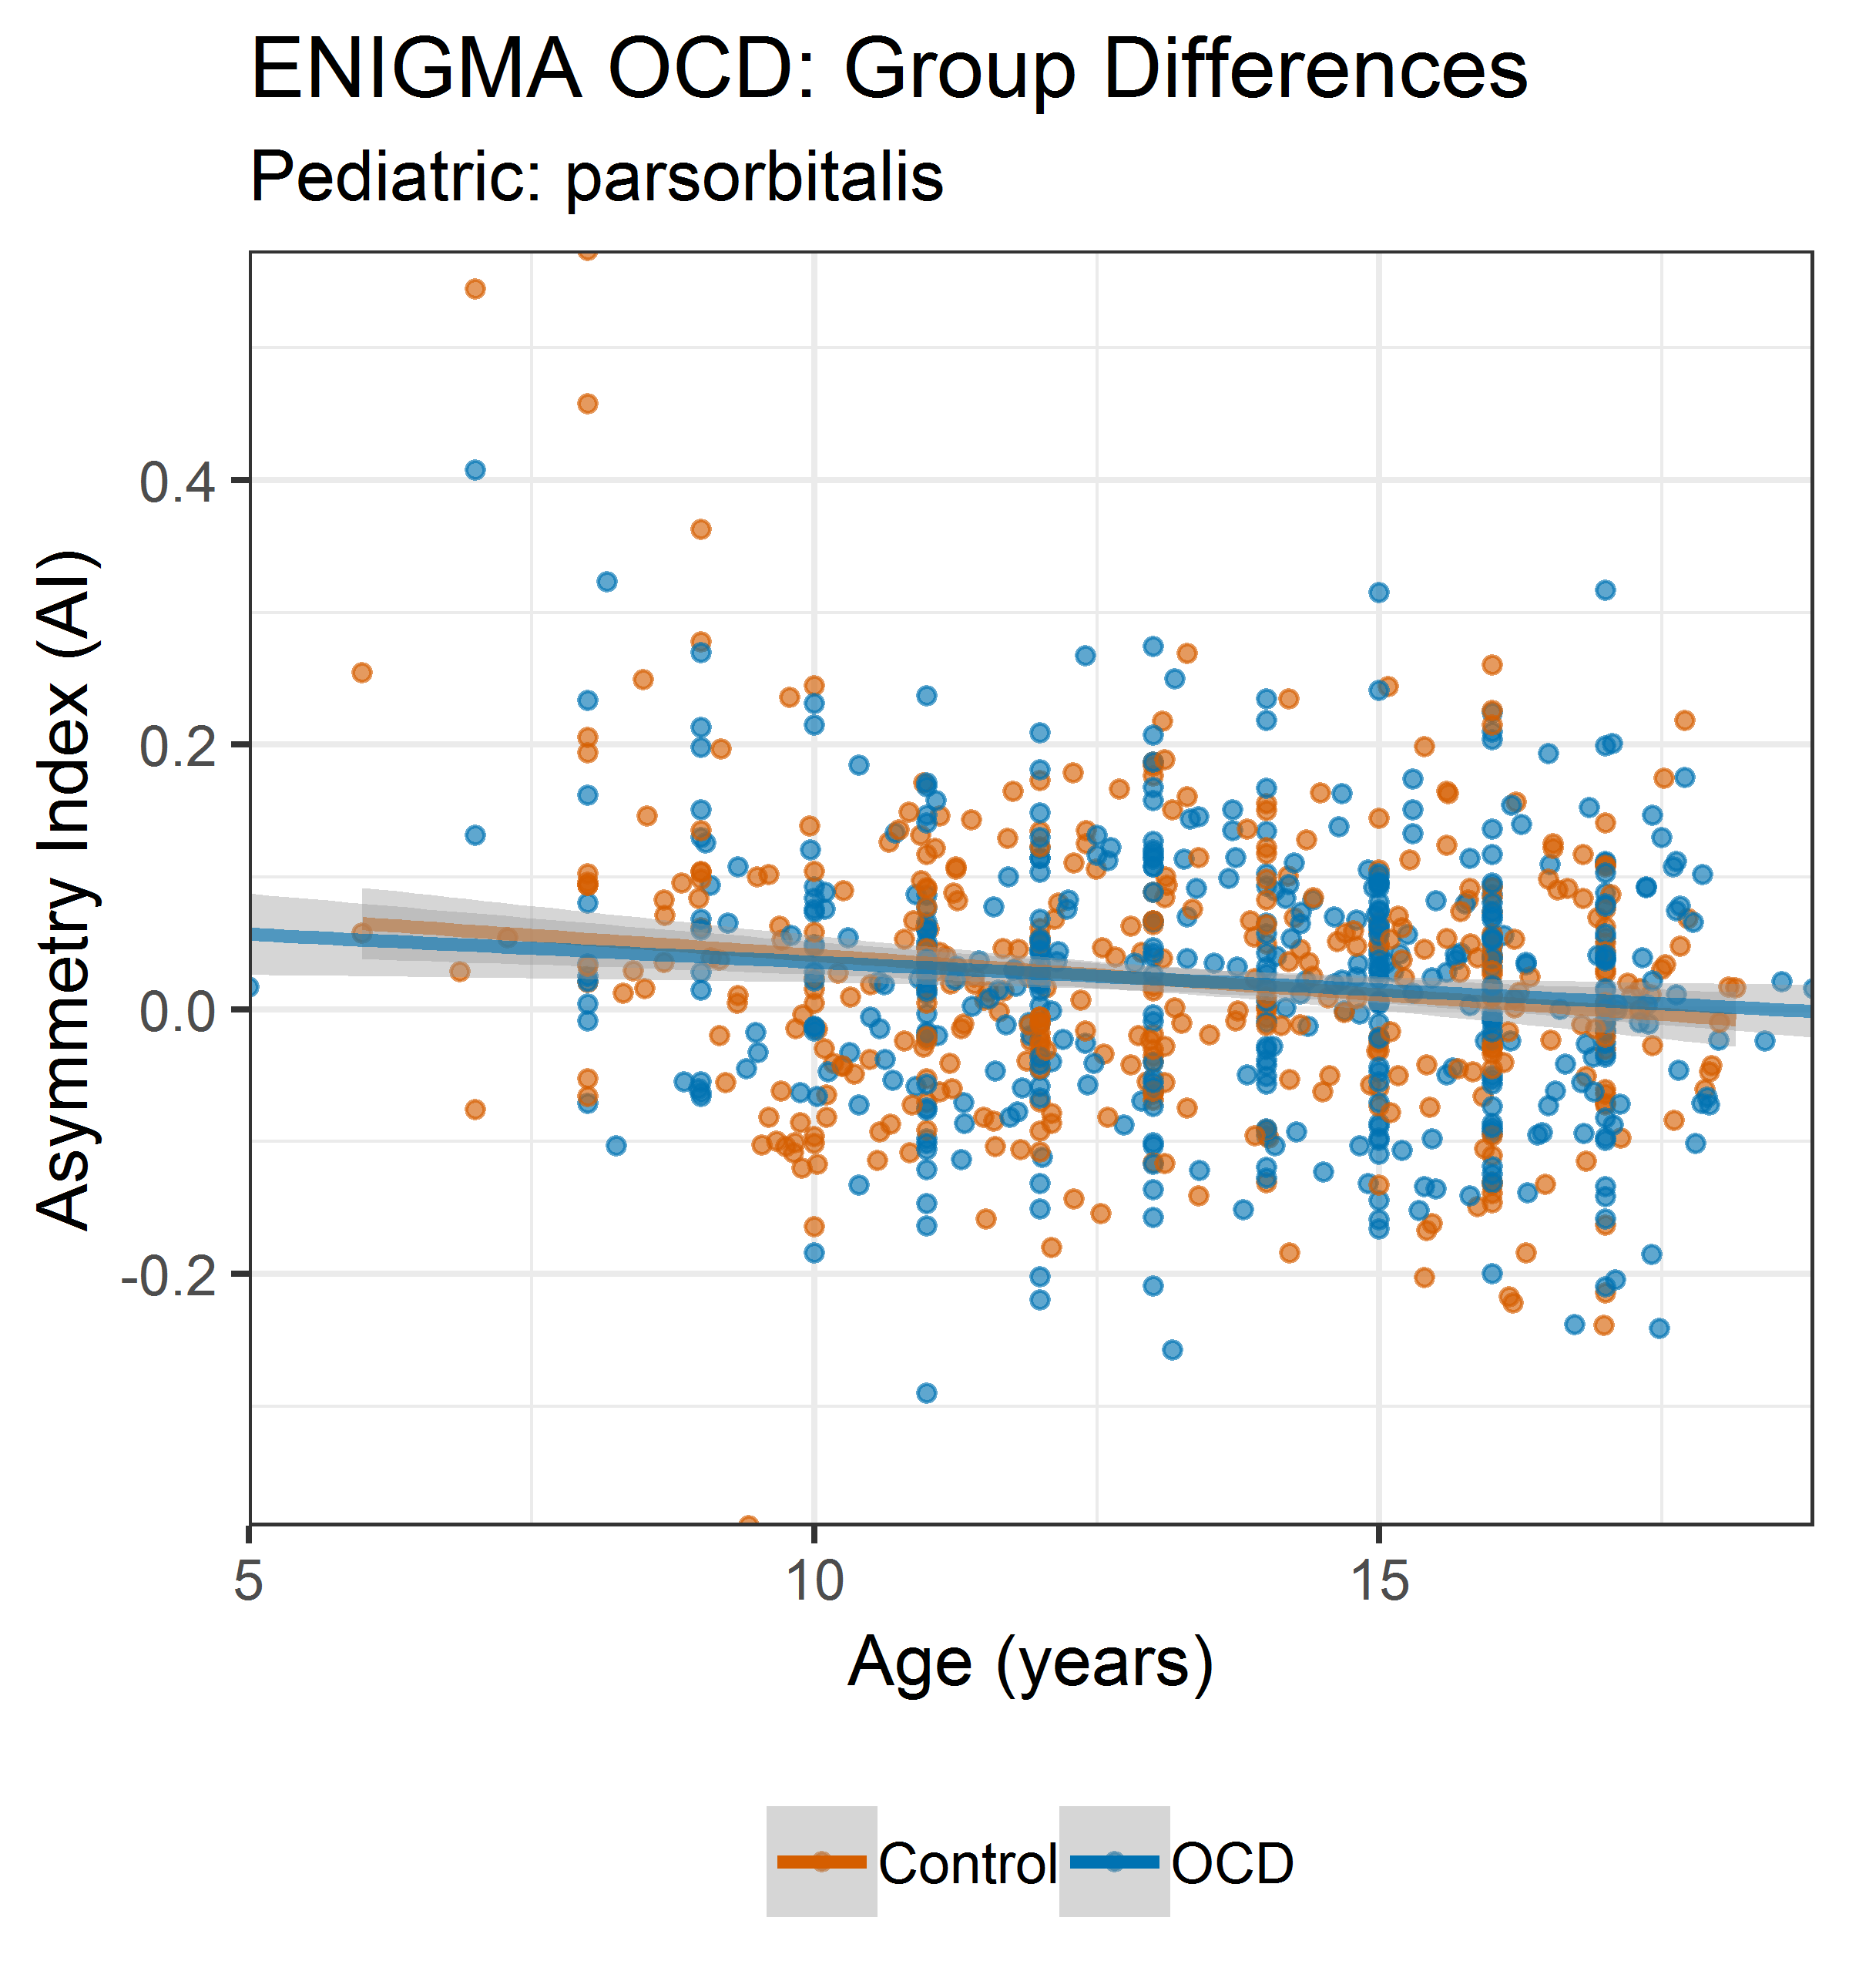 ENIGMA OCD: Group Differences
Pediatric: parsorbitalis
Asymmetry Index (AI)
0.4
0.2
0.0
-0.2
5 10 15
Age (years)
Control OCD